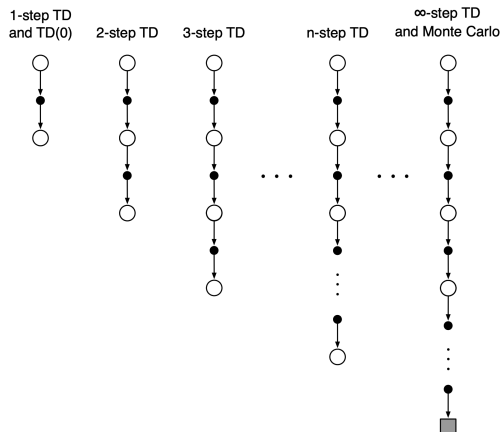 1-step TD
and TD(0)
2-step TD
3-step TD
n-step TD
∞-step TD
and Monte Carlo